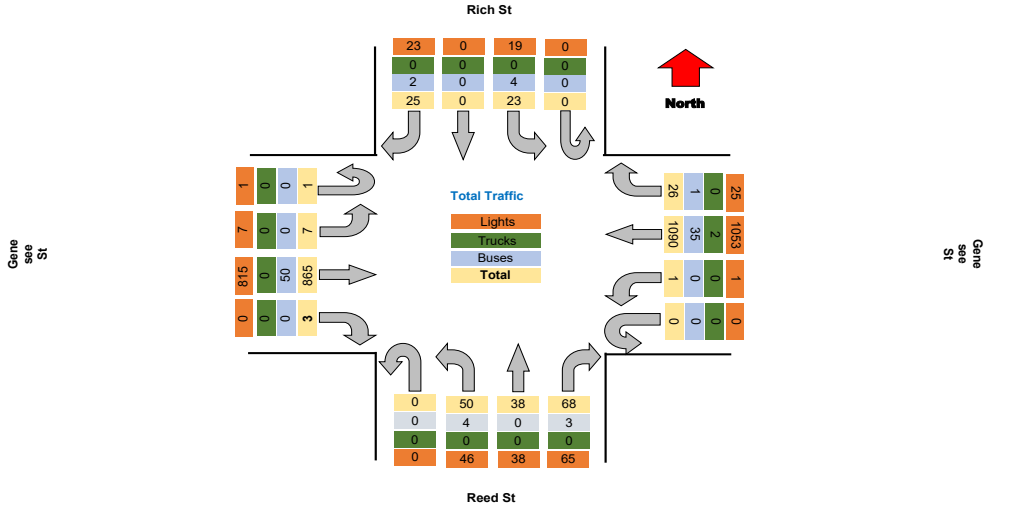 Rich St
23 0 19 0
0 0 0 0
2 0 4 0
25 0 23 0
North
Total Traffic
Lights
Trucks
Buses
Total
1 0 0 1
7 0 0 7
815 0 50 865
0 0 0 3
26 1 0 25
1090 35 2 1053
1 0 0 1
0 0 0 0
Gene
see
St
Gene
see
St
0 50 38 68
0 4 0 3
0 0 0 0
0 46 38 65
Reed St